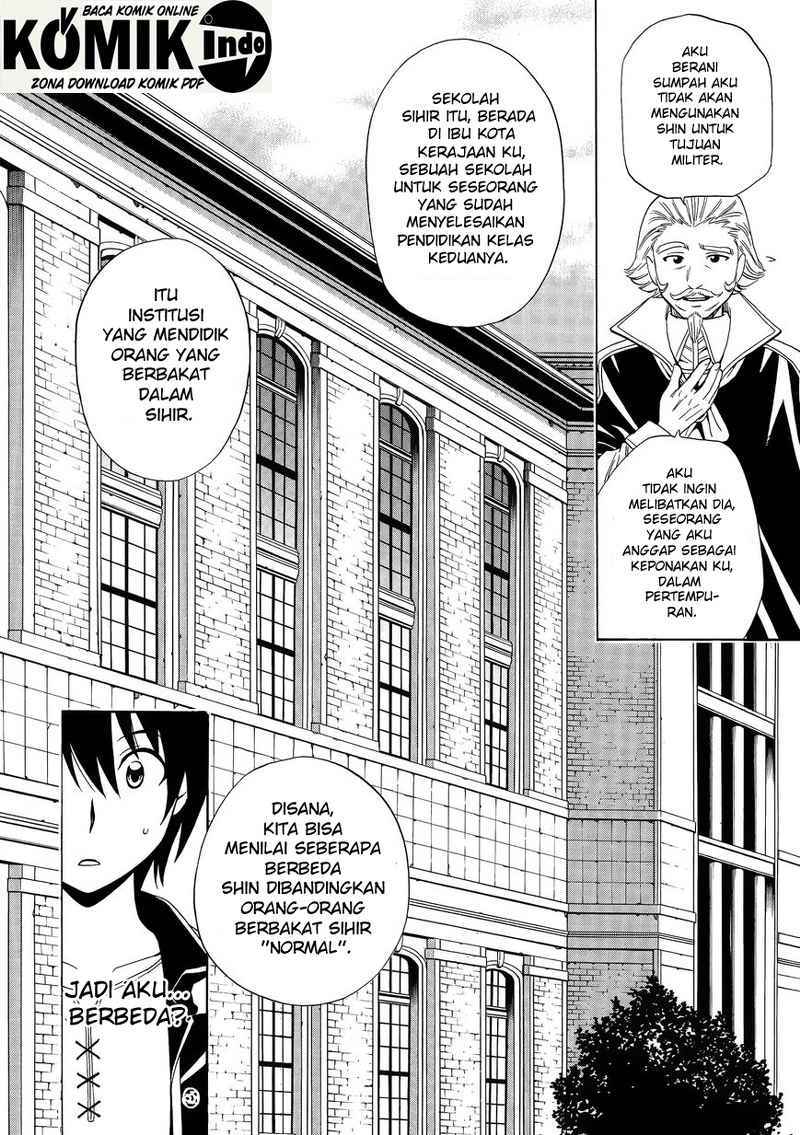 BACA KOMIK ONLINE
KOMIK Indo
ZONA DOWNLOAD KOMIK PDF
AKU
BERANI
SUMPAH AKU
TIDAK AKAN
MENGUNAKAN
SHIN UNTUK
TUJUAN
MILITER.
AKU
TIDAK INGIN
MELIBATKAN DIA,
SESEORANG
YANG AKU
ANGGAP SEBAGAI
KEPONAKAN KU,
DALAM
PERTEMPU-
RAN.
SEKOLAH
SIHIR ITU, BERADA
DI IBU KOTA
KERAJAAN KU,
SEBUAH SEKOLAH
UNTUK SESEORANG
YANG SUDAH
MENYELESAIKAN
PENDIDIKAN KELAS
KEDUANYA.
ITU
INSTITUSI
YANG MENDIDIK
ORANG YANG
BERBAKAT
DALAM
SIHIR.
DISANA,
KITA BISA
MENILAI SEBERAPA
BERBEDA
SHIN DIBANDINGKAN
ORANG-ORANG
BERBAKAT SIHIR
"NORMAL".
JADI AKU...
BERBEDA?